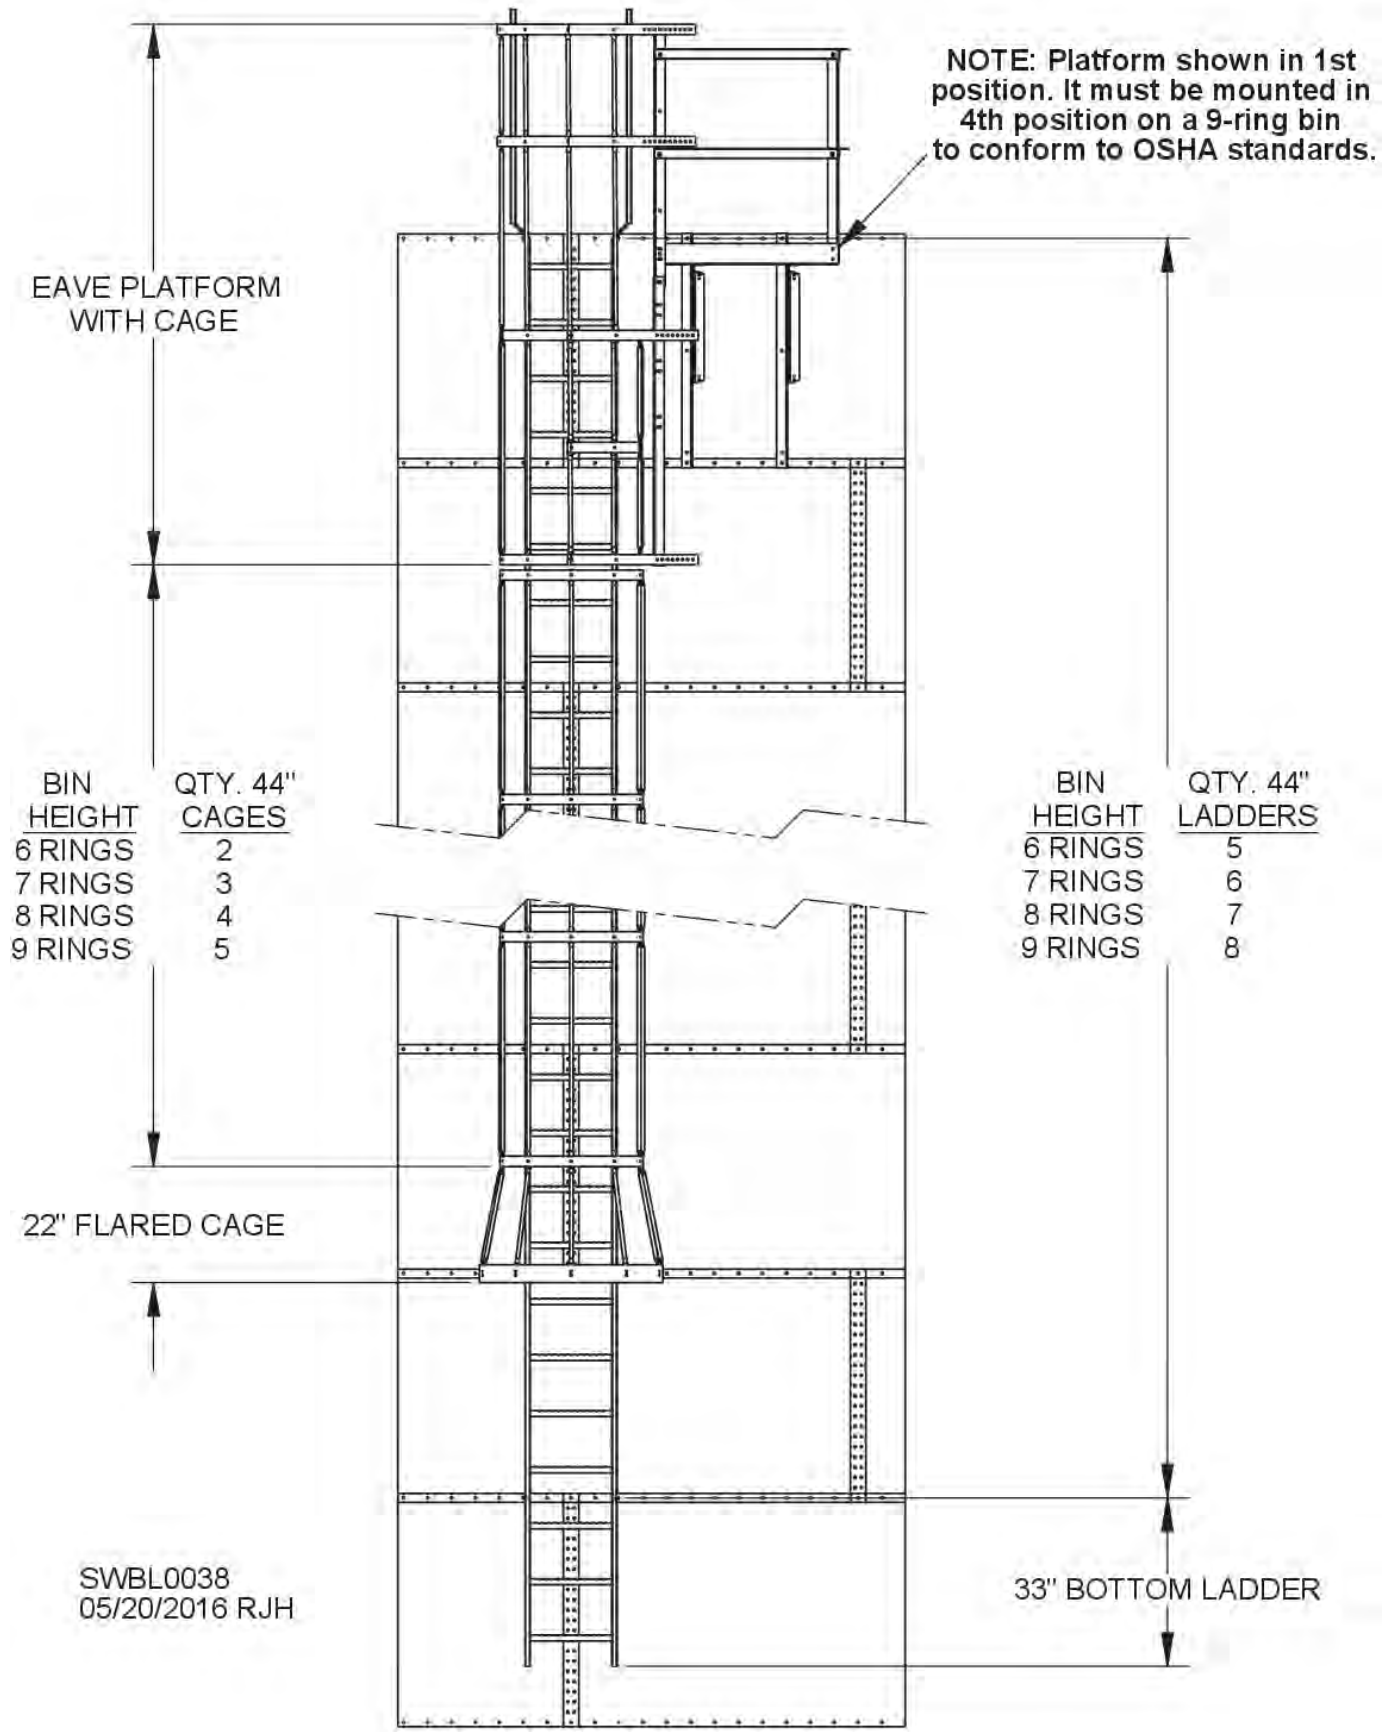 NOTE: Platform shown in 1st
position. It must be mounted in
4th position on a 9-ring bin
to conform to OSHA standards.
EAVE PLATFORM
WITH CAGE
BIN QTY. 44"
HEIGHT CAGES
6 RINGS 2
7 RINGS 3
8 RINGS 4
9 RINGS 5
BIN QTY. 44"
HEIGHT LADDERS
6 RINGS 5
7 RINGS 6
8 RINGS 7
9 RINGS 8
22" FLARED CAGE
SWBL0038
05/20/2016 RJH
33" BOTTOM LADDER